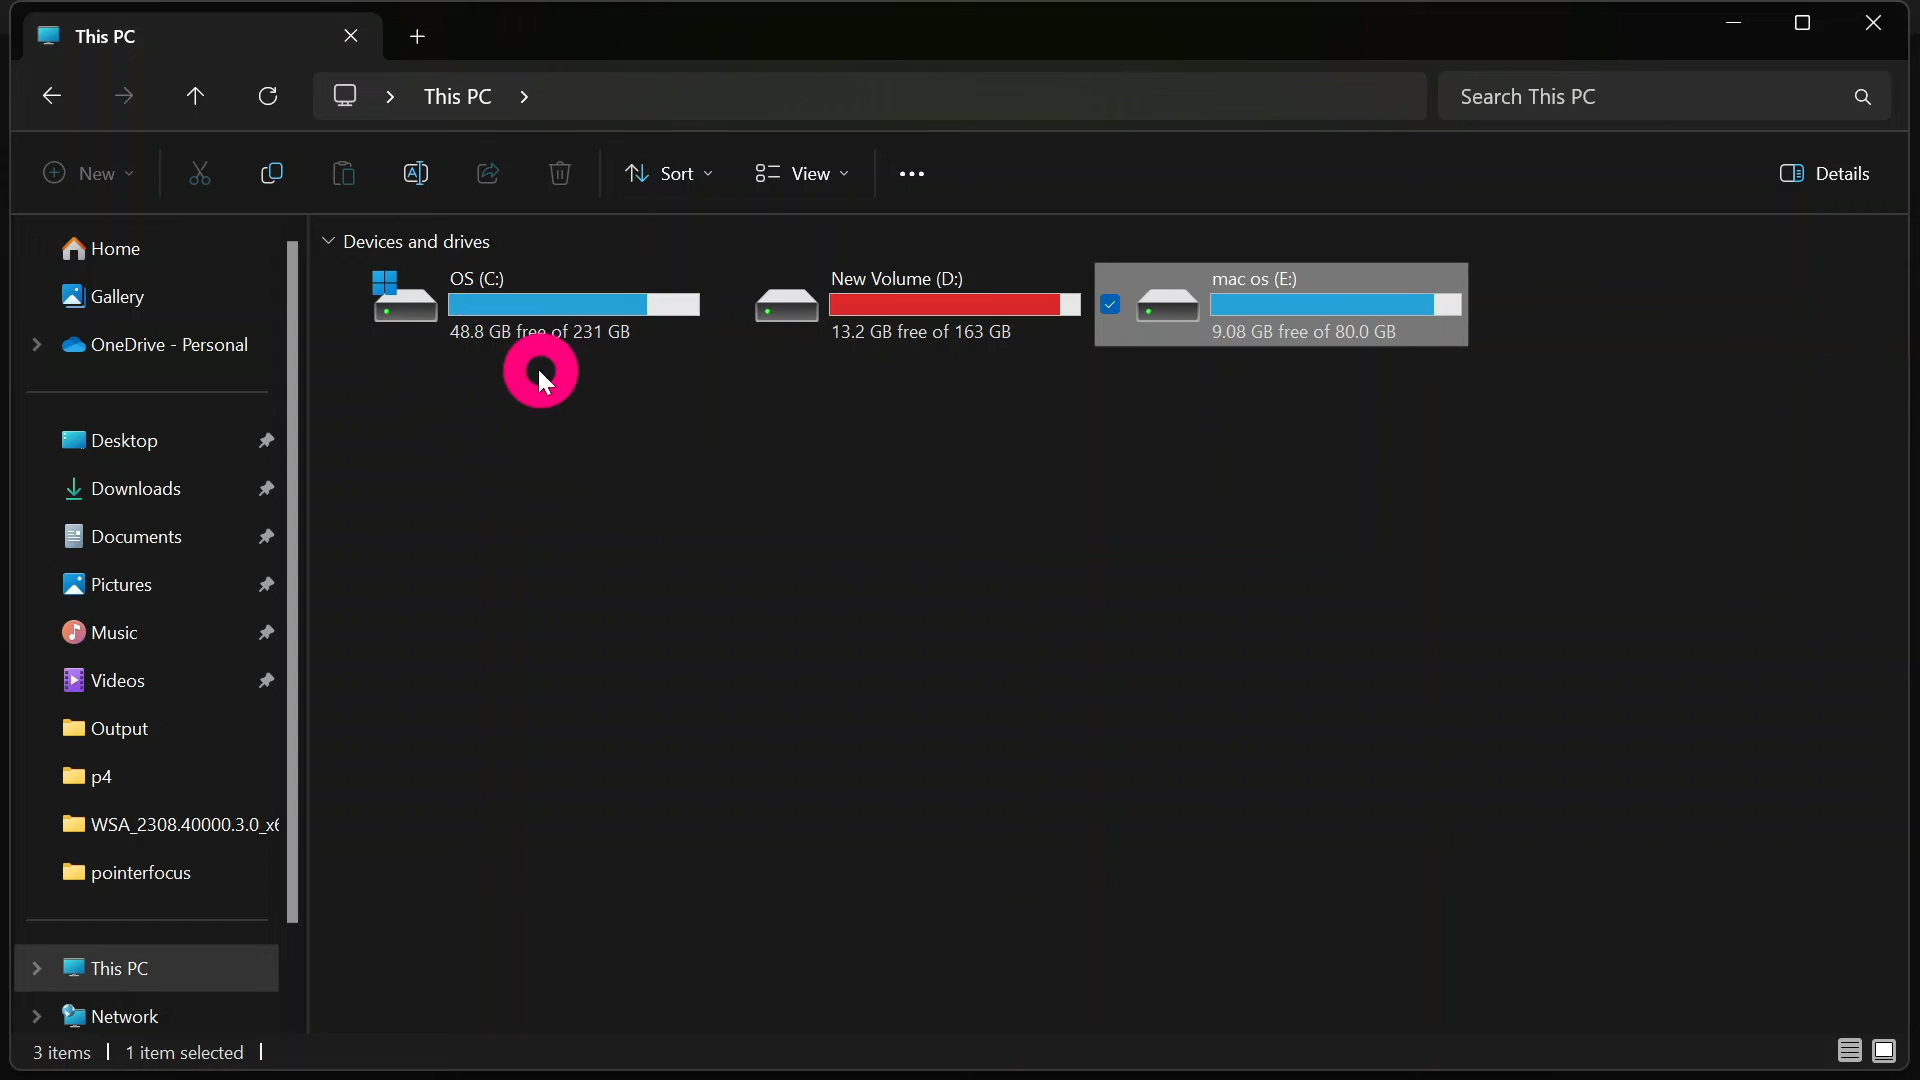 This PC
This PC
Search This PC
New
Sort
View
Details
Home
Gallery
OneDrive - Personal
Desktop
Downloads
Documents
Pictures
Music
Videos
Output
p4
WSA_2308.40000.3.0_x
pointerfocus
This PC
Network
Devices and drives
OS (C:)
48.8 GB free of 231 GB
New Volume (D:)
13.2 GB free of 163 GB
mac os (E:)
9.08 GB free of 80.0 GB
3 items
1 item selected